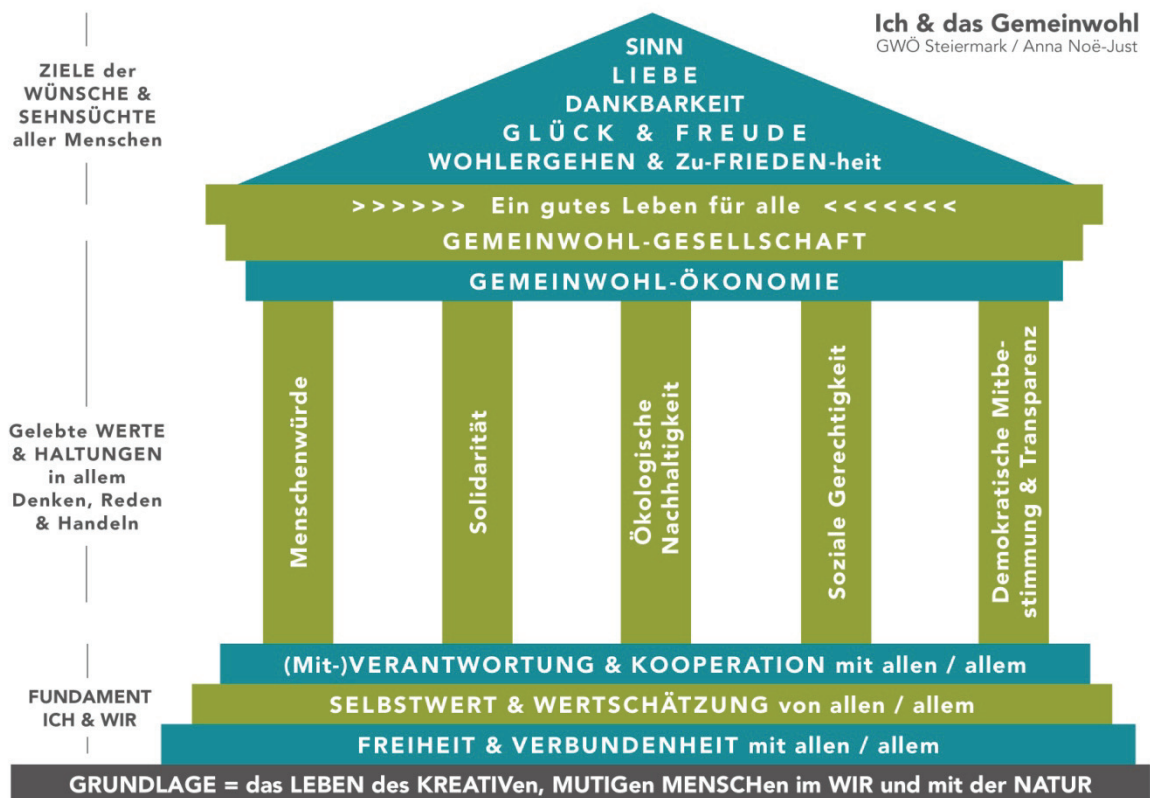 Ich & das Gemeinwohl
GWÖ Steiermark / Anna Noë-Just
ZIELE der
WÜNSCHE &
SEHNSÜCHTE
aller Menschen
SINN
LIEBE
DANKBARKEIT
GLÜCK & FREUDE
WOHLERGEHEN & Zu-FRIEDEN-heit
>>>>>> Ein gutes Leben für alle <<<<<<<
GEMEINWOHL-GESELLSCHAFT
GEMEINWOHL-ÖKONOMIE
Gelebte WERTE
& HALTUNGEN
in allem
Denken, Reden
& Handeln
Menschenwürde
Solidarität
Ökologische
Nachhaltigkeit
Soziale Gerechtigkeit
Demokratische Mitbe-
stimmung & Transparenz
FUNDAMENT
ICH & WIR
(Mit-)VERANTWORTUNG & KOOPERATION mit allen / allem
SELBSTWERT & WERTSCHÄTZUNG von allen / allem
FREIHEIT & VERBUNDENHEIT mit allen / allem
GRUNDLAGE = das LEBEN des KREATIVen, MUTIGen MENSCHen im WIR und mit der NATUR